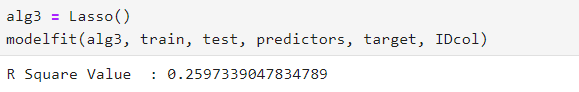 alg3 = Lasso()
modelfit(alg3, train, test, predictors, target, IDcol)
R Square Value  : 0.2597339047834789